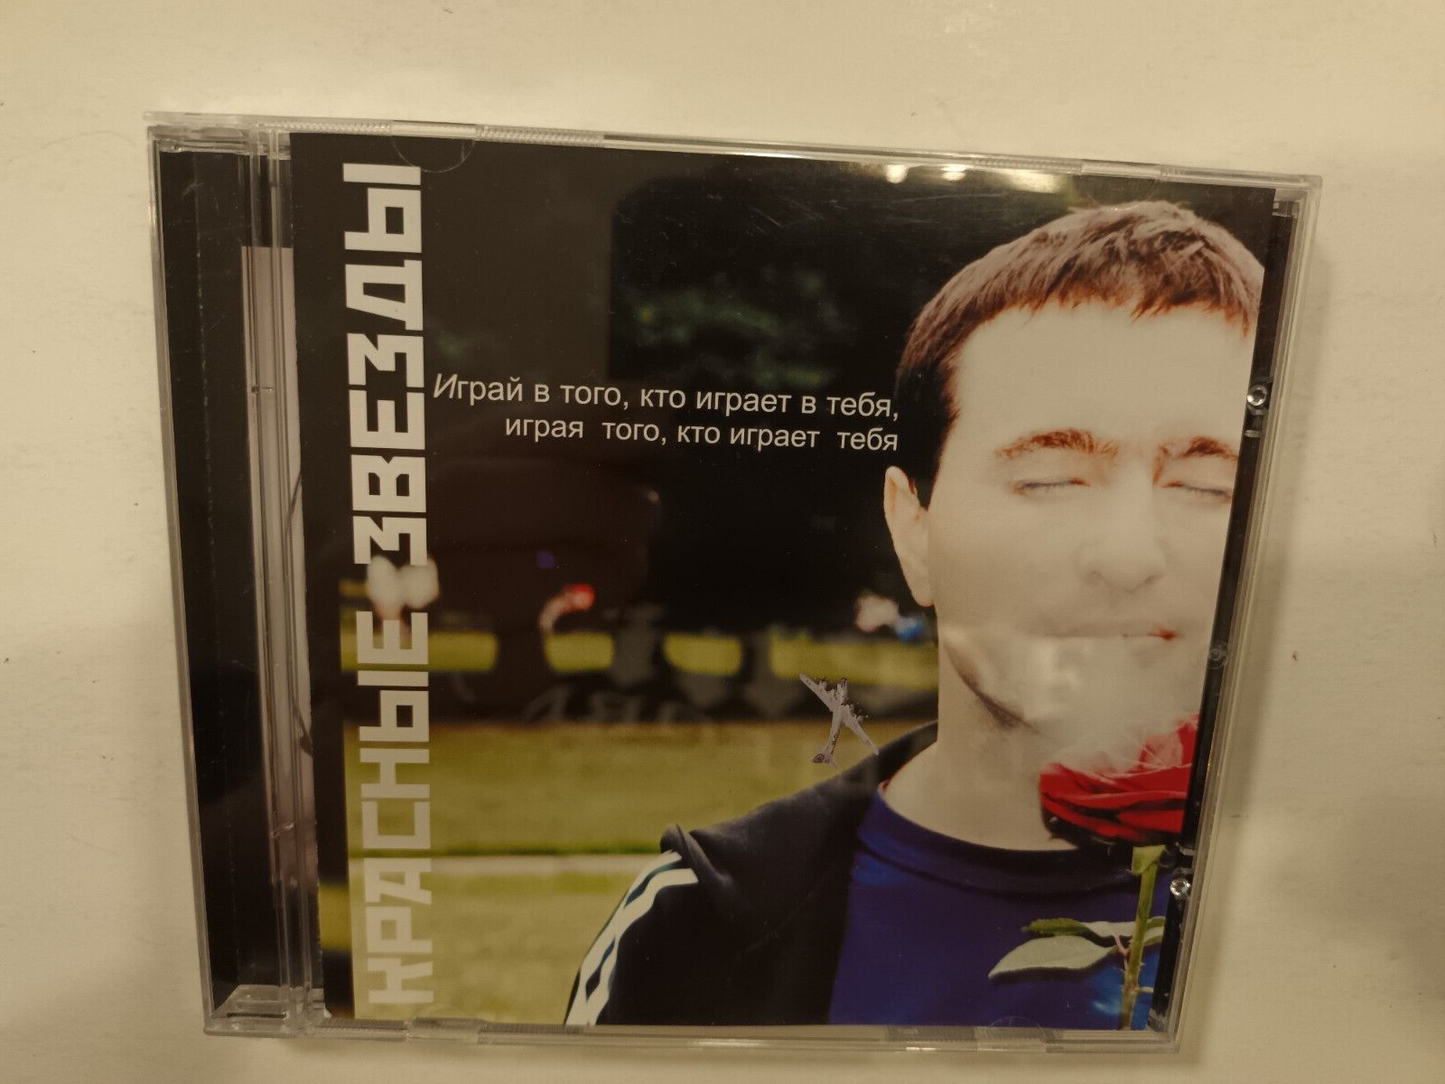 КРАСНЫЕ ЗВЕЗДЫ
Играй в того, кто играет в тебя,
играя того, кто играет тебя